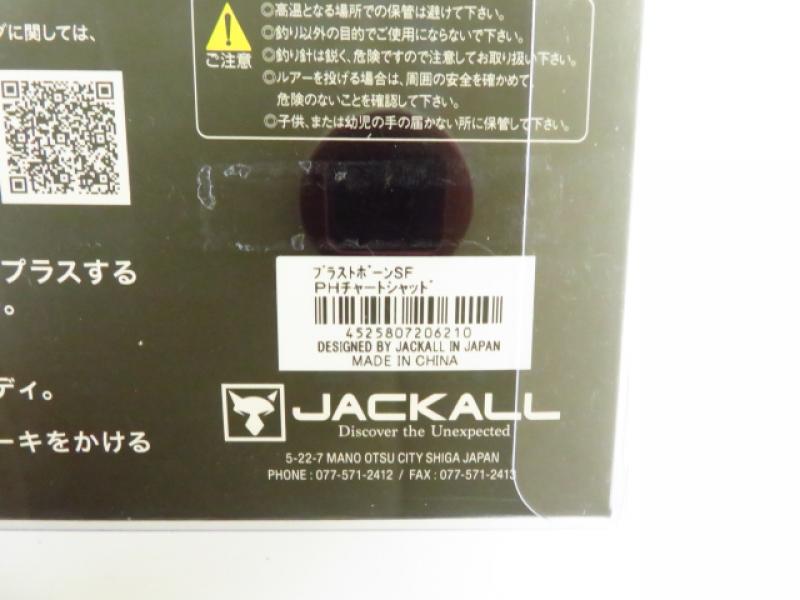 ◎高温となる場所での保管は避けて下さい。
◎釣り以外の目的でご使用にならないで下さい。
◎釣り針は鋭く、危険ですので注意してお取り扱い下さい。
◎ルアーを投げる場合は、周囲の安全を確かめて、
危険のないことを確認して下さい。
◎子供、または幼児の手の届かない所に保管して下さい。
ご注意
グに関しては、
プラスする
。
ディ。
ーキをかける
ブラストボーンSF
PHチャートシャッド
4525807206210
DESIGNED BY JACKALL IN JAPAN
MADE IN CHINA
JACKALL
Discover the Unexpected
5-22-7 MANO OTSU CITY SHIGA JAPAN
PHONE : 077-571-2412 / FAX : 077-571-2413